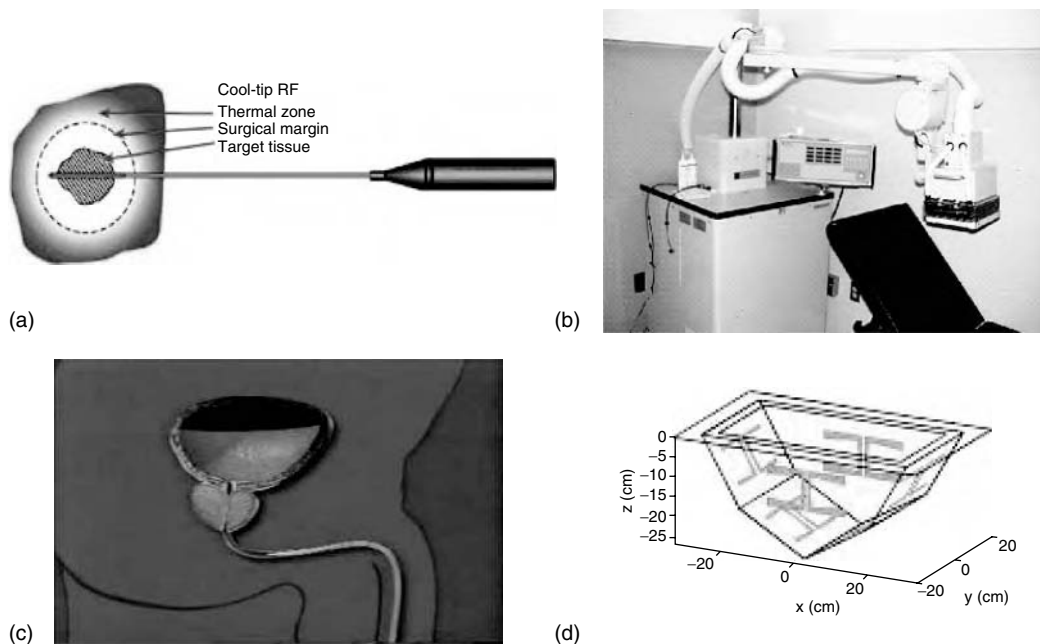 Cool-tip RF
Thermal zone
Surgical margin
Target tissue
(a)
(b)
(c)
0
−5
−10
−15
−20
−25
z (cm)
−20
0
20
x (cm)
−20
0
20
y (cm)
(d)